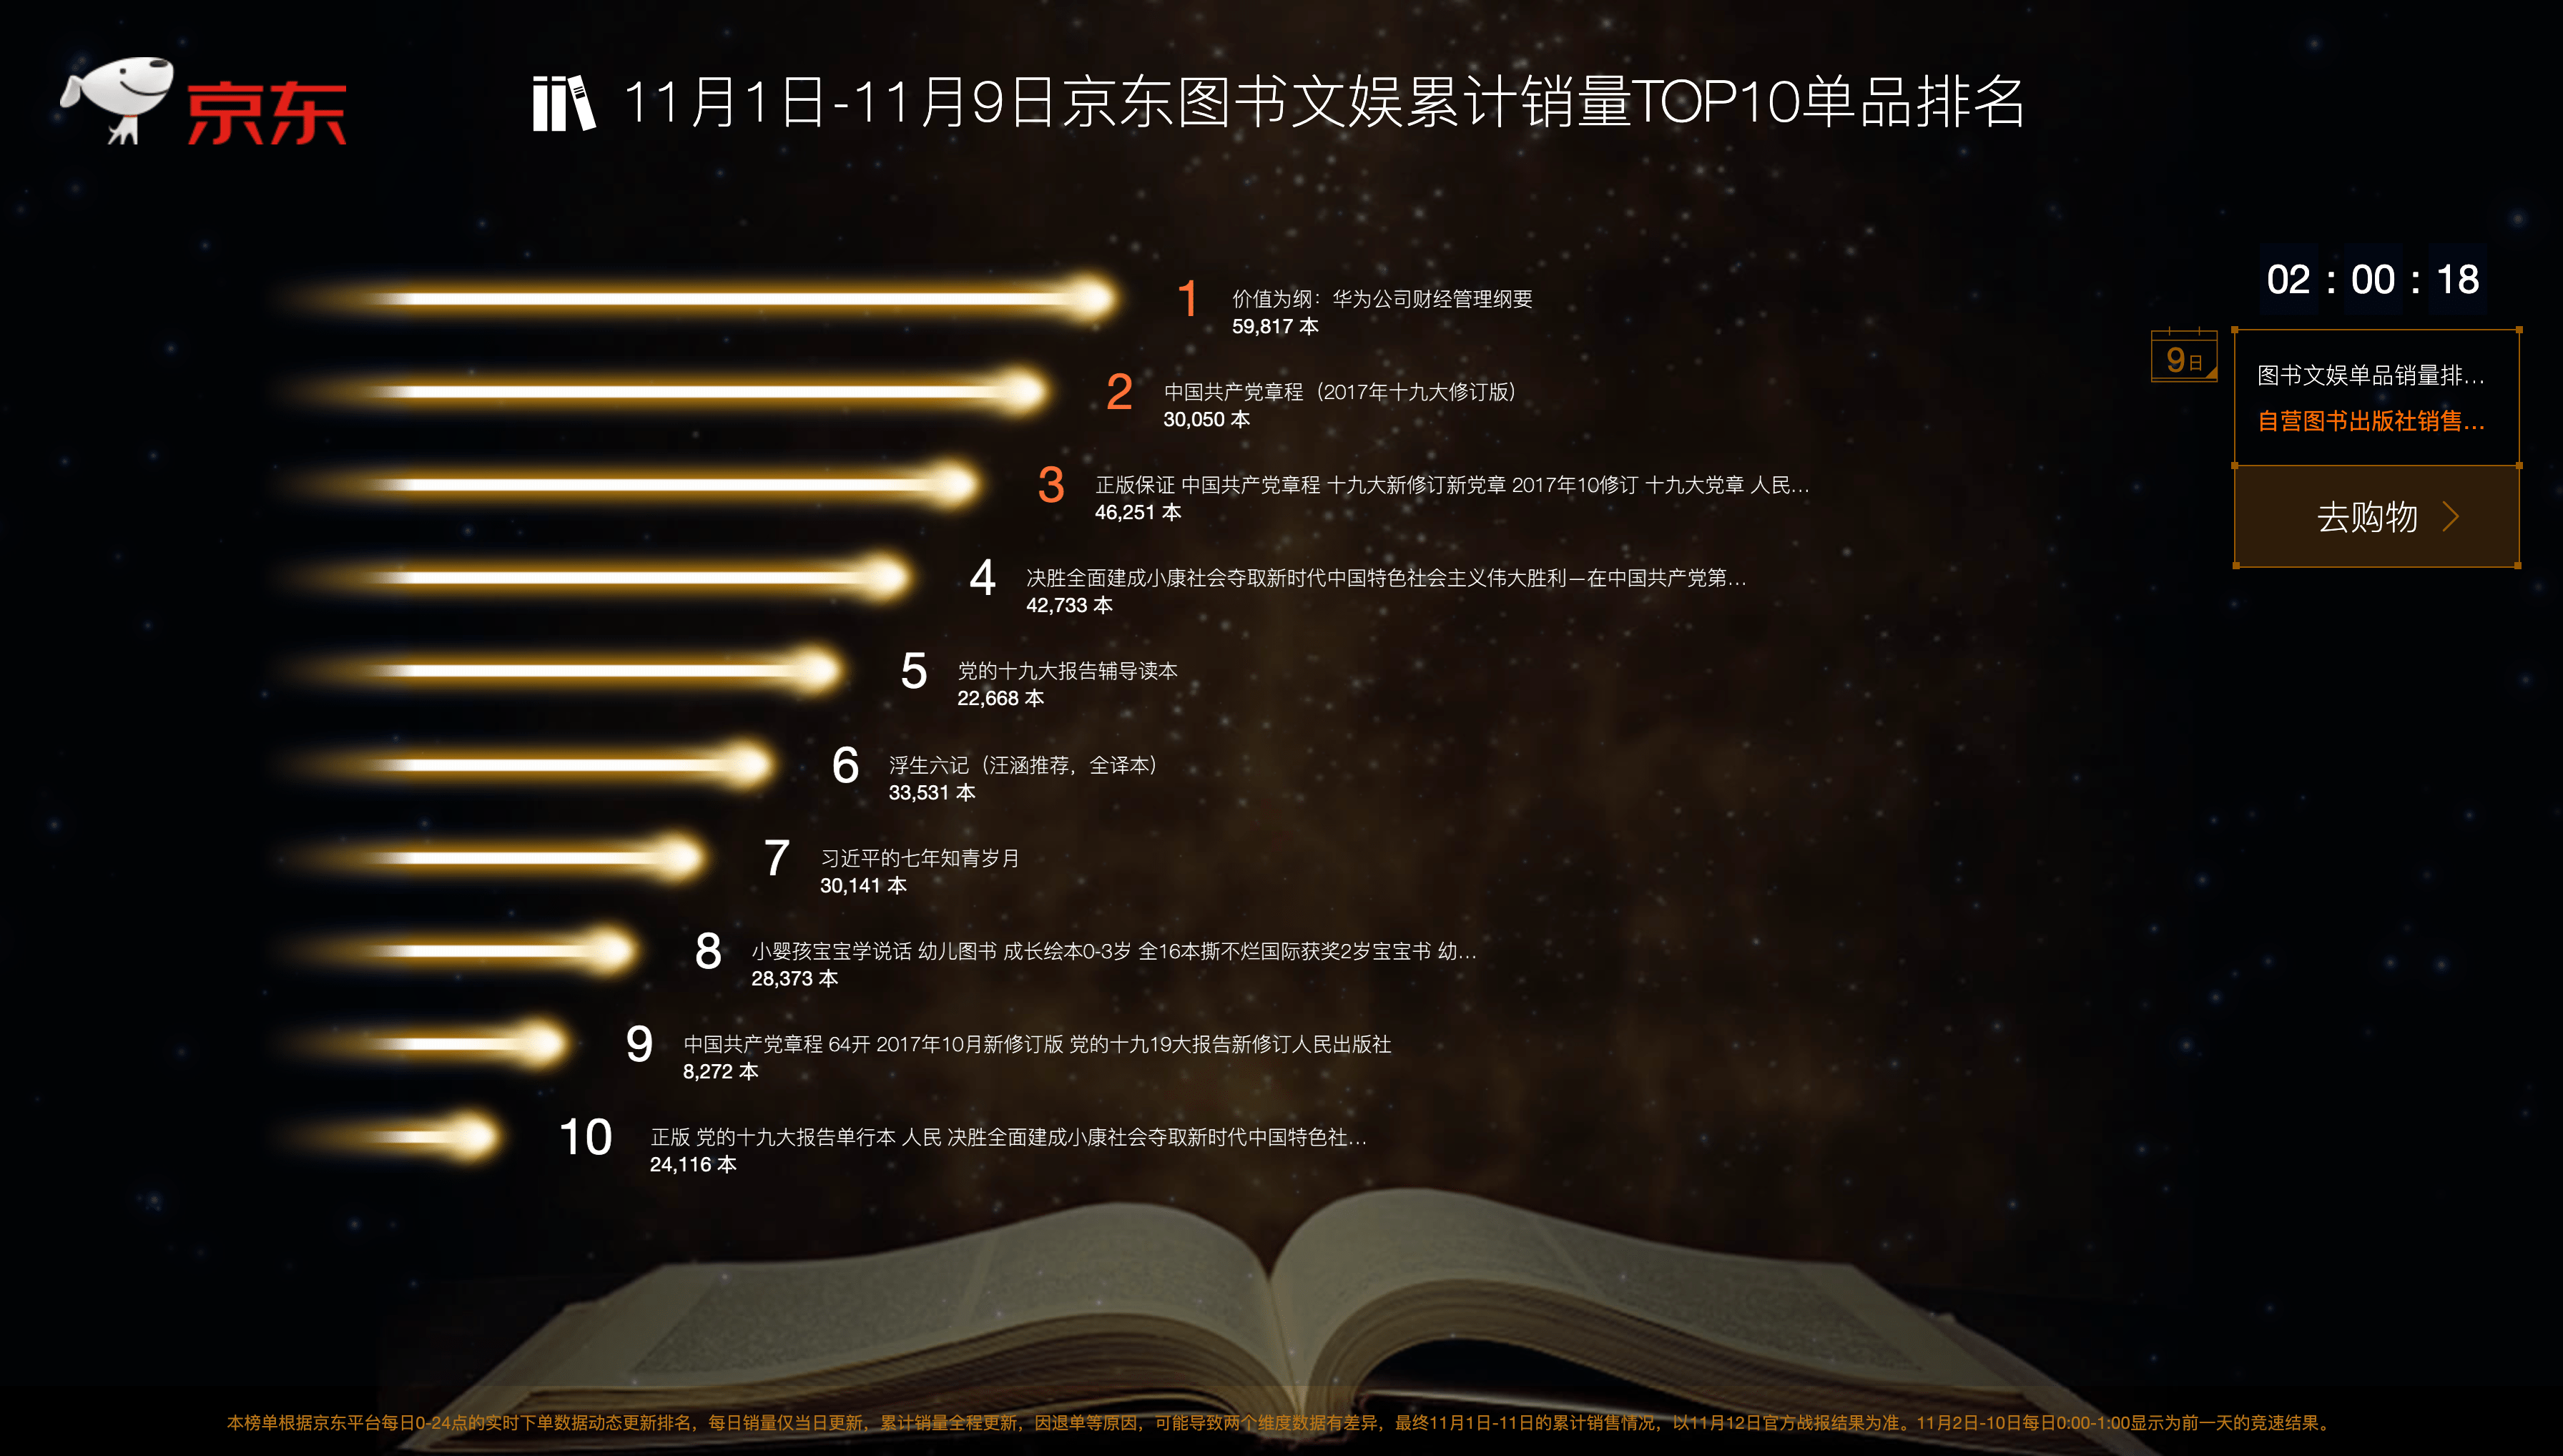 京东
11月1日-11月9日京东图书文娱累计销量TOP10单品排名
02 : 00 : 18
9日
图书文娱单品销量排...
自营图书出版社销售...
去购物
1 价值为纲：华为公司财经管理纲要
59,817 本
2 中国共产党章程（2017年十九大修订版）
30,050 本
3 正版保证 中国共产党章程 十九大新修订新党章 2017年10修订 十九大党章 人民...
46,251 本
4 决胜全面建成小康社会夺取新时代中国特色社会主义伟大胜利—在中国共产党第...
42,733 本
5 党的十九大报告辅导读本
22,668 本
6 浮生六记（汪涵推荐，全译本）
33,531 本
7 习近平的七年知青岁月
30,141 本
8 小婴孩宝宝学说话 幼儿图书 成长绘本0-3岁 全16本撕不烂国际获奖2岁宝宝书 幼...
28,373 本
9 中国共产党章程 64开 2017年10月新修订版 党的十九19大报告新修订人民出版社
8,272 本
10 正版 党的十九大报告单行本 人民 决胜全面建成小康社会夺取新时代中国特色社...
24,116 本
本榜单根据京东平台每日0-24点的实时下单数据动态更新排名，每日销量仅当日更新，累计销量全程更新，因退单等原因，可能导致两个维度数据有差异，最终11月1日-11日的累计销售情况，以11月12日官方战报结果为准。11月2日-10日每日0:00-1:00显示为前一天的竞速结果。